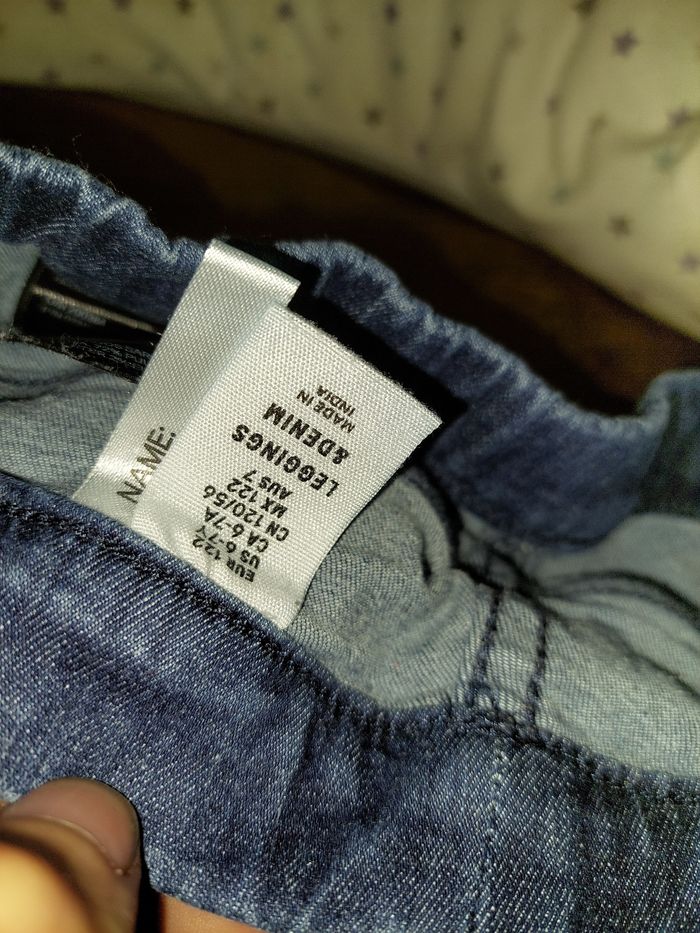 NAME:
EUR 122
US 6-7Y
CA 6-7A
CN 120/56
MX 122
AUS 7
LEGGINGS
&DENIM
MADE IN
INDIA